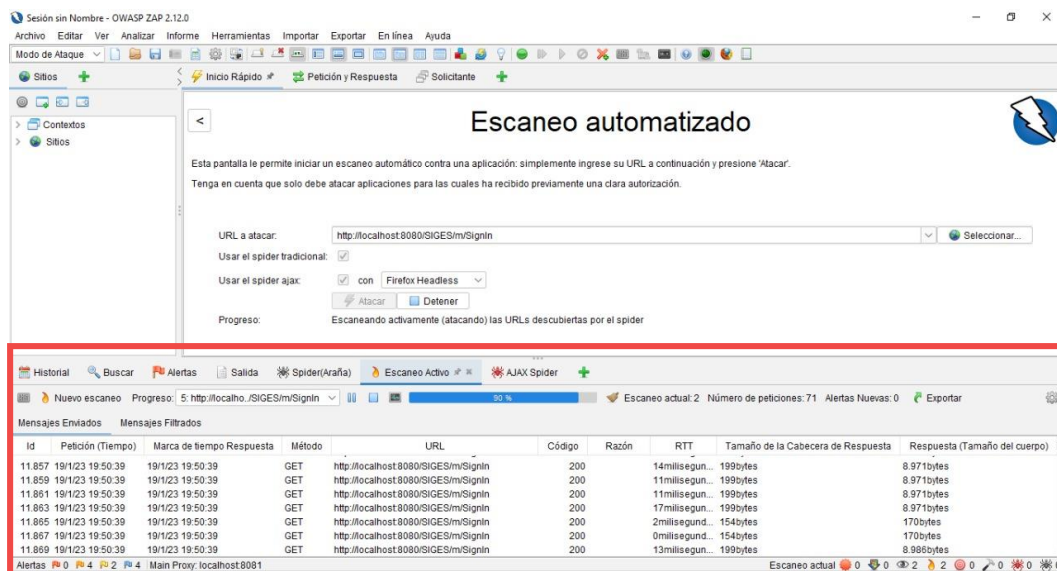 Sesión sin Nombre - OWASP ZAP 2.12.0
Archivo Editar Ver Analizar Informe Herramientas Importar Exportar En línea Ayuda
Modo de Ataque
Sitios
Inicio Rápido Petición y Respuesta Solicitante
Contextos
Sitios
<
Escaneo automatizado
Esta pantalla le permite iniciar un escaneo automático contra una aplicación: simplemente ingrese su URL a continuación y presione 'Atacar'.
Tenga en cuenta que solo debe atacar aplicaciones para las cuales ha recibido previamente una clara autorización.
URL a atacar: http://localhost:8080/SIGES/m/SignIn Seleccionar...
Usar el spider tradicional:
Usar el spider ajax: con Firefox Headless
Atacar Detener
Progreso: Escaneando activamente (atacando) las URLs descubiertas por el spider
Historial Buscar Alertas Salida Spider(Araña) Escaneo Activo AJAX Spider
Nuevo escaneo Progreso: 5: http://localho../SIGES/m/SignIn 90 % Escaneo actual: 2 Número de peticiones: 71 Alertas Nuevas: 0 Exportar
Mensajes Enviados Mensajes Filtrados
Id Petición (Tiempo) Marca de tiempo Respuesta Método URL Código Razón RTT Tamaño de la Cabecera de Respuesta Respuesta (Tamaño del cuerpo)
11.857 19/1/23 19:50:39 19/1/23 19:50:39 GET http://localhost:8080/SIGES/m/SignIn 200 14milisegun... 199bytes 8.971bytes
11.859 19/1/23 19:50:39 19/1/23 19:50:39 GET http://localhost:8080/SIGES/m/SignIn 200 11milisegun... 199bytes 8.971bytes
11.861 19/1/23 19:50:39 19/1/23 19:50:39 GET http://localhost:8080/SIGES/m/SignIn 200 11milisegun... 199bytes 8.971bytes
11.863 19/1/23 19:50:39 19/1/23 19:50:39 GET http://localhost:8080/SIGES/m/SignIn 200 17milisegun... 199bytes 8.971bytes
11.865 19/1/23 19:50:39 19/1/23 19:50:39 GET http://localhost:8080/SIGES/m/SignIn 200 2milisegund... 154bytes 170bytes
11.867 19/1/23 19:50:39 19/1/23 19:50:39 GET http://localhost:8080/SIGES/m/SignIn 200 0milisegund... 154bytes 170bytes
11.869 19/1/23 19:50:39 19/1/23 19:50:39 GET http://localhost:8080/SIGES/m/SignIn 200 13milisegun... 199bytes 8.986bytes
Alertas 0 4 2 4 Main Proxy: localhost:8081 Escaneo actual 0 0 2 2 0 0 0